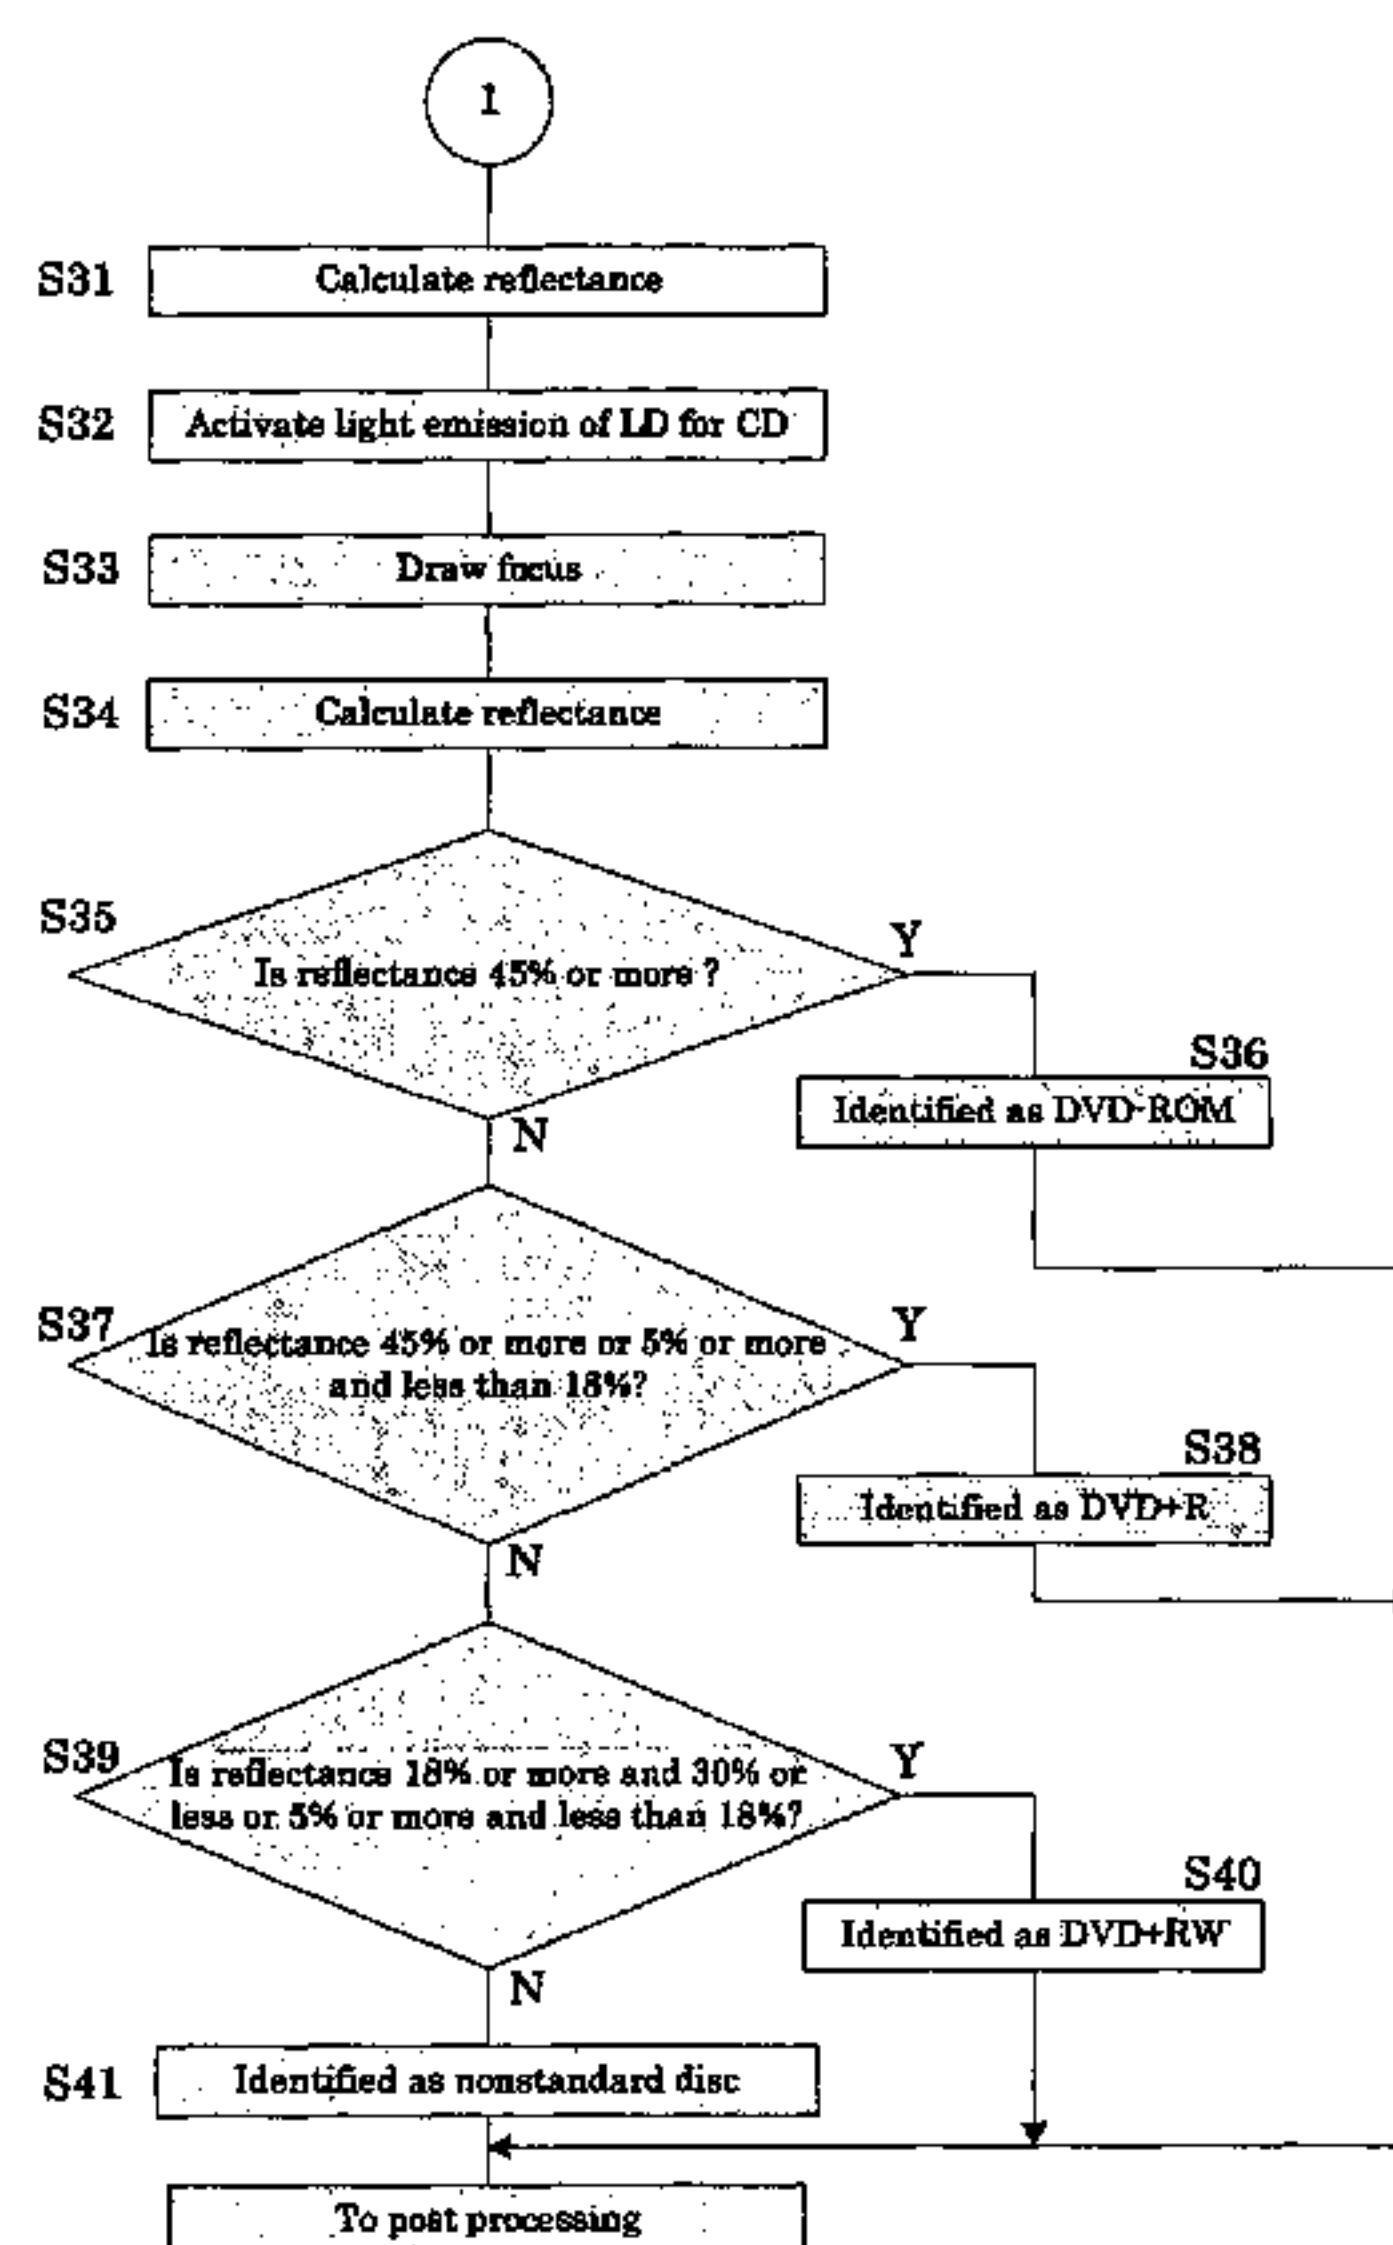 1
S31
Calculate reflectance
S32
Activate light emission of LD for CD
S33
Draw focus
S34
Calculate reflectance
S35
Is reflectance 45% or more ?
Y
N
S36
Identified as DVD-ROM
S37
Is reflectance 45% or more or 5% or more
and less than 18%?
Y
N
S38
Identified as DVD+R
S39
Is reflectance 18% or more and 30% or
less or 5% or more and less than 18%?
Y
N
S40
Identified as DVD+RW
S41
Identified as nonstandard disc
To post processing